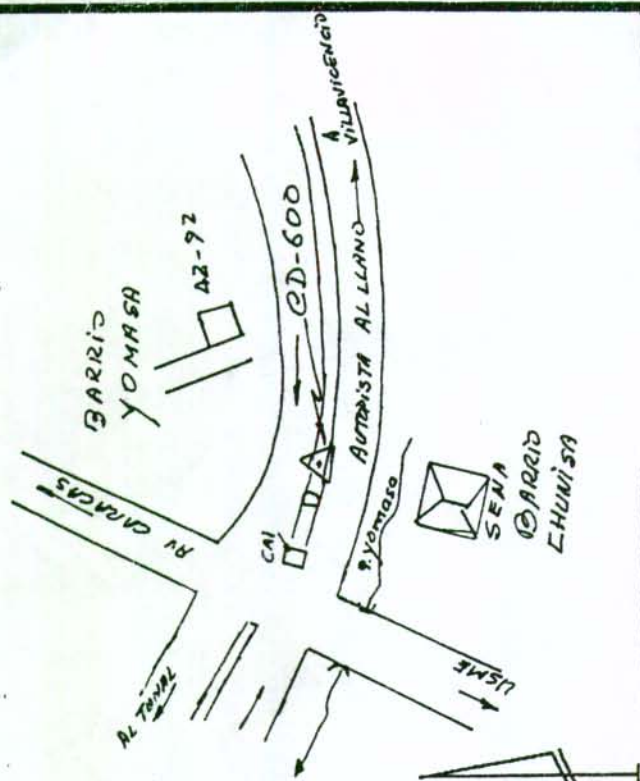 BARRIO
YOMASA
AZ-92
AV CARACAS
CD-600
A
VILLAVICENCIO
AUTOPISTA AL LLANO
CAI
AL TUNAL
Q. Yomasa
SENA
BARRIO
CHUNISA
USME